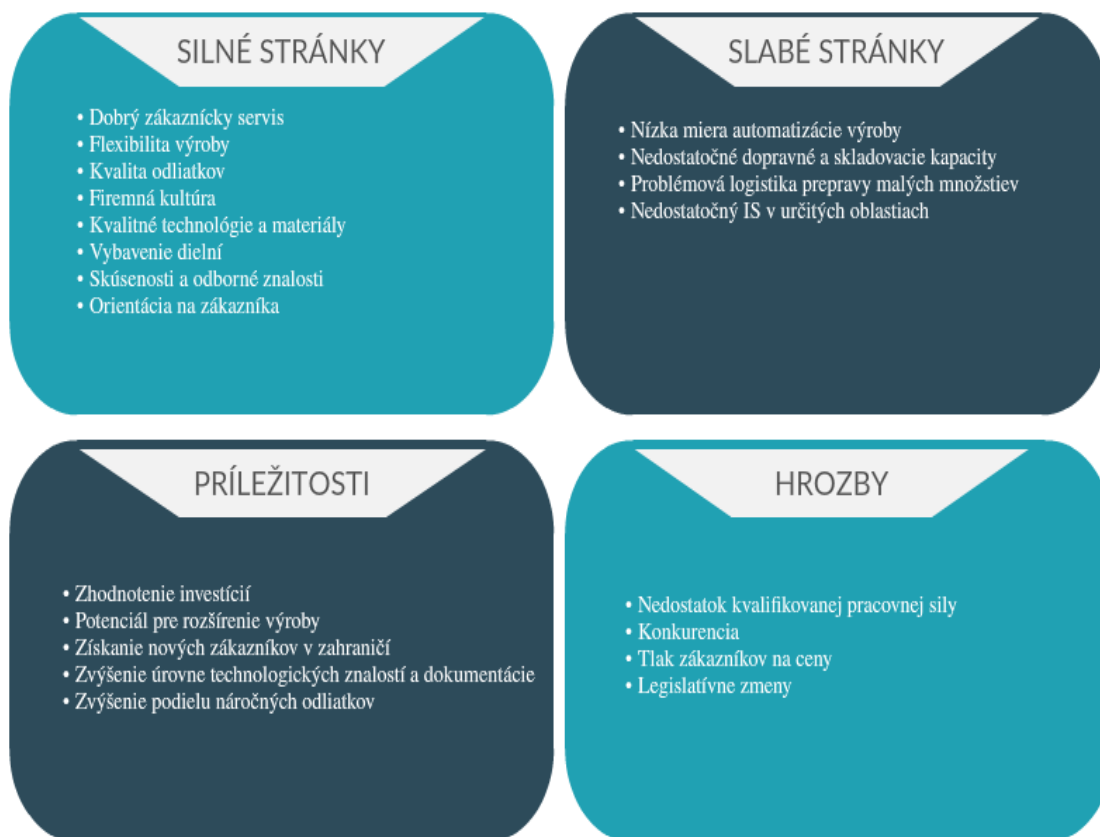 SILNÉ STRÁNKY
• Dobrý zákaznícky servis
• Flexibilita výroby
• Kvalita odliatkov
• Firemná kultúra
• Kvalitné technológie a materiály
• Vybavenie dielní
• Skúsenosti a odborné znalosti
• Orientácia na zákazníka
SLABÉ STRÁNKY
• Nízka miera automatizácie výroby
• Nedostatočné dopravné a skladovacie kapacity
• Problémová logistika prepravy malých množstiev
• Nedostatočný IS v určitých oblastiach
PRÍLEŽITOSTI
• Zhodnotenie investícií
• Potenciál pre rozšírenie výroby
• Získanie nových zákazníkov v zahraničí
• Zvýšenie úrovne technologických znalostí a dokumentácie
• Zvýšenie podielu náročných odliatkov
HROZBY
• Nedostatok kvalifikovanej pracovnej sily
• Konkurencia
• Tlak zákazníkov na ceny
• Legislatívne zmeny